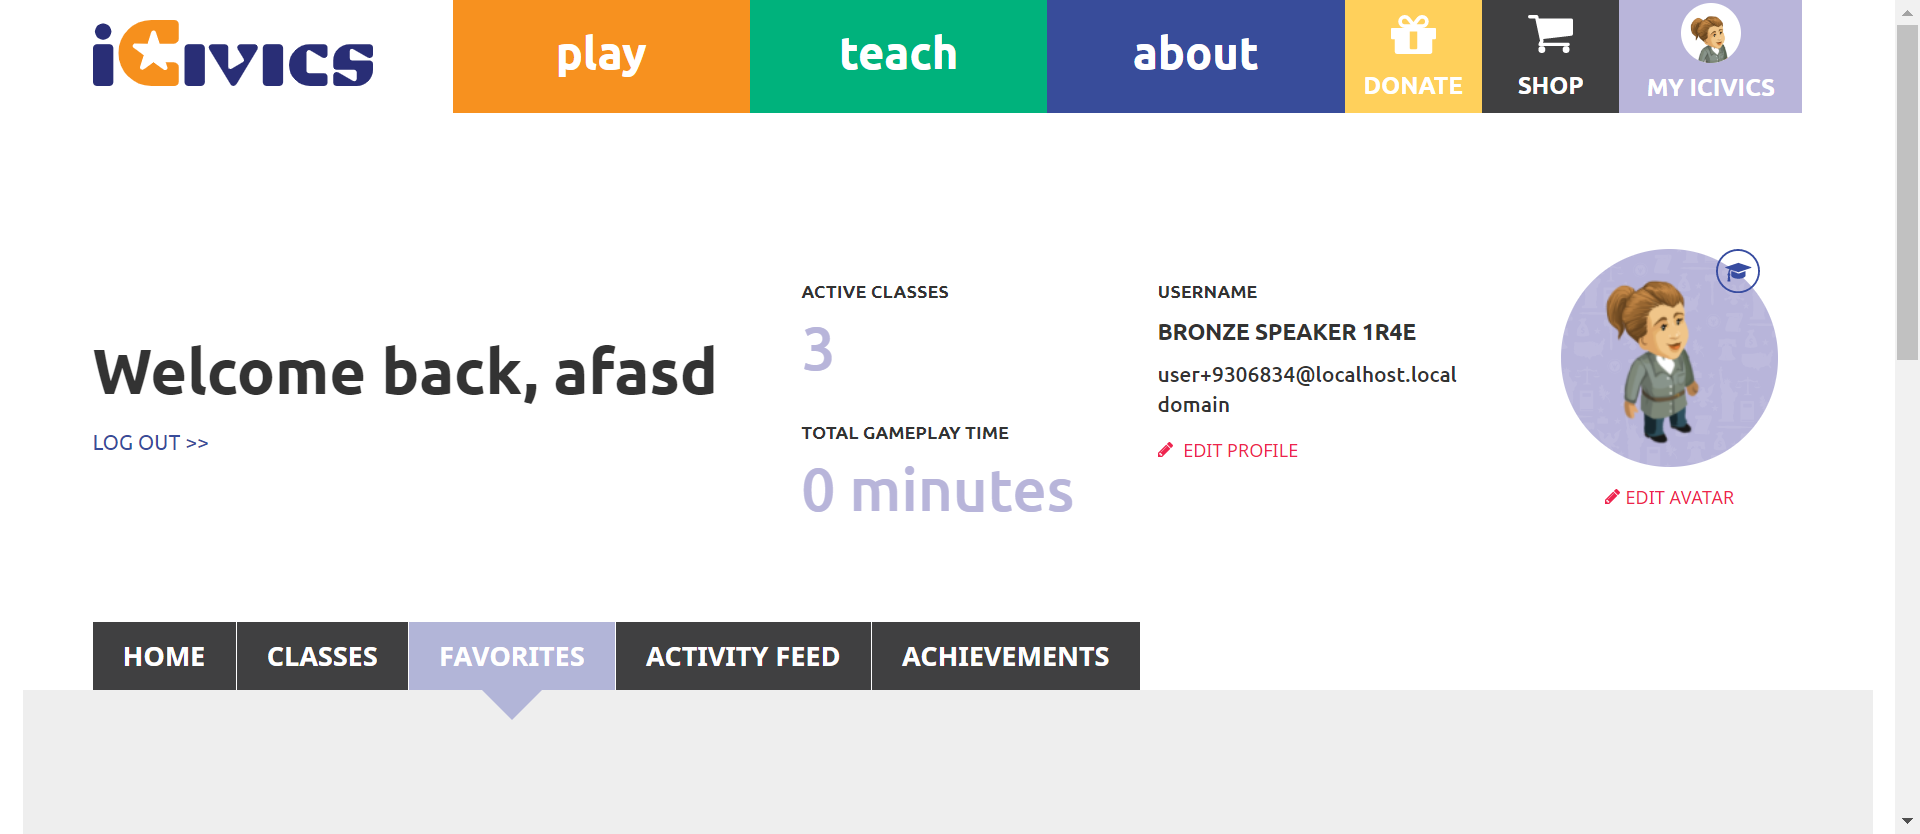 iCivics
play
teach
about
DONATE
SHOP
MY ICIVICS
Welcome back, afasd
LOG OUT >>
ACTIVE CLASSES
3
TOTAL GAMEPLAY TIME
0 minutes
USERNAME
BRONZE SPEAKER 1R4E
user+9306834@localhost.local
domain
EDIT PROFILE
EDIT AVATAR
HOME
CLASSES
FAVORITES
ACTIVITY FEED
ACHIEVEMENTS